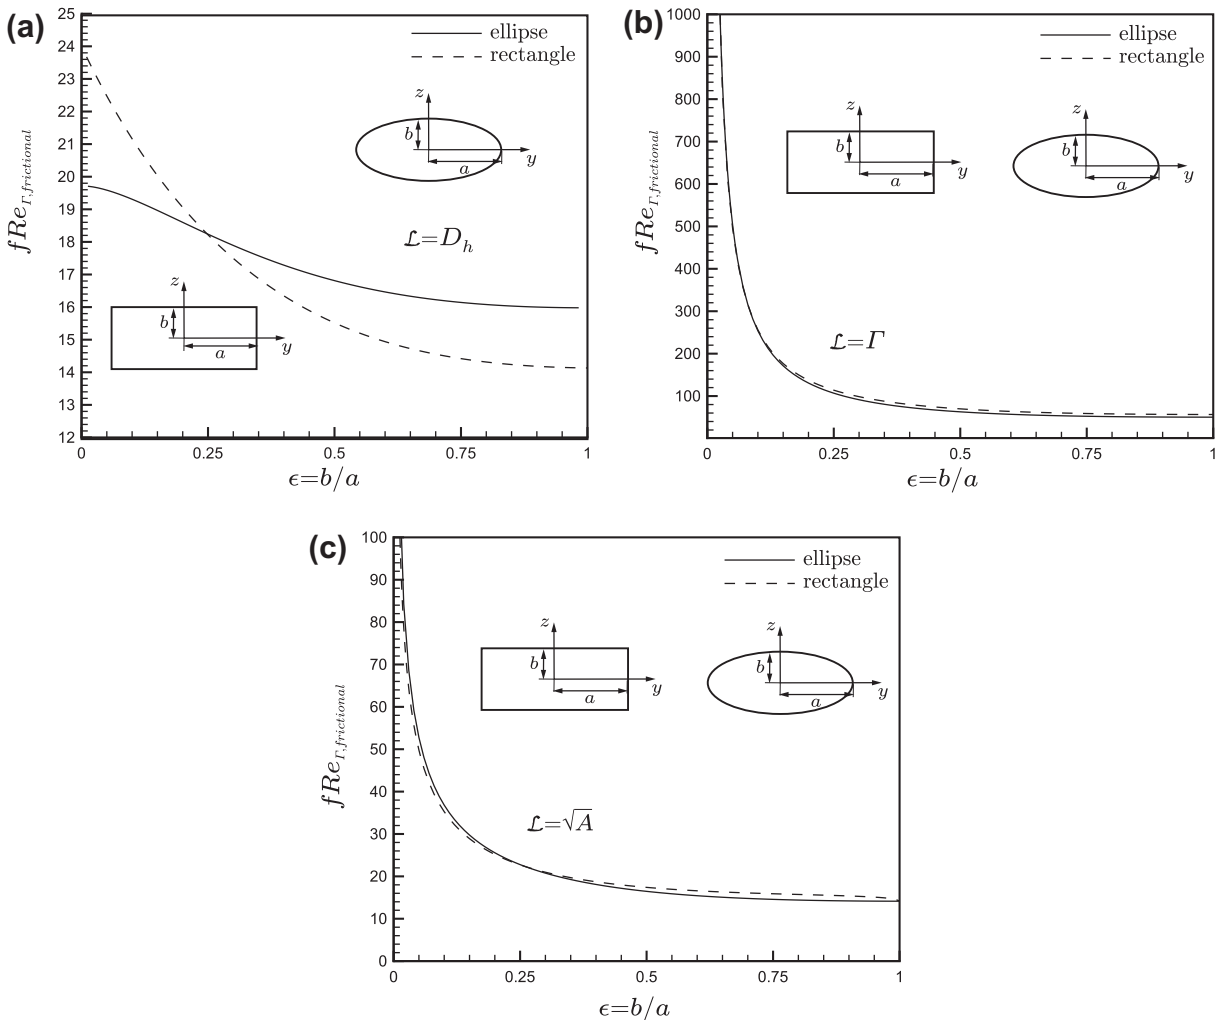 (a)
25
24
23
22
21
20
19
18
17
16
15
14
13
12
fRe_{Γ,frictional}
ellipse
rectangle
z
b
a
y
ℒ=D_h
z
b
a
y
0 0.25 0.5 0.75 1
ϵ=b/a
(b)
1000
900
800
700
600
500
400
300
200
100
fRe_{Γ,frictional}
ellipse
rectangle
z
b
a
y
z
b
a
y
ℒ=Γ
0 0.25 0.5 0.75 1
ϵ=b/a
(c)
100
90
80
70
60
50
40
30
20
10
0
fRe_{Γ,frictional}
ellipse
rectangle
z
b
a
y
z
b
a
y
ℒ=√A
0 0.25 0.5 0.75 1
ϵ=b/a